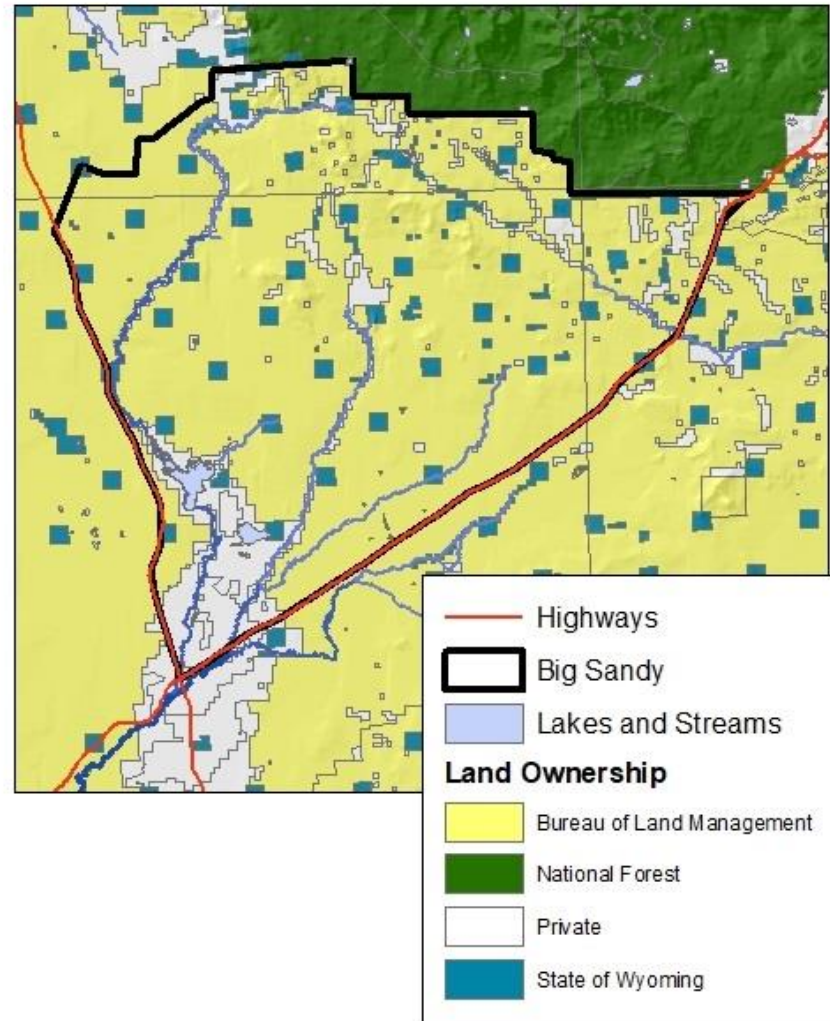 Highways
Big Sandy
Lakes and Streams
Land Ownership
Bureau of Land Management
National Forest
Private
State of Wyoming